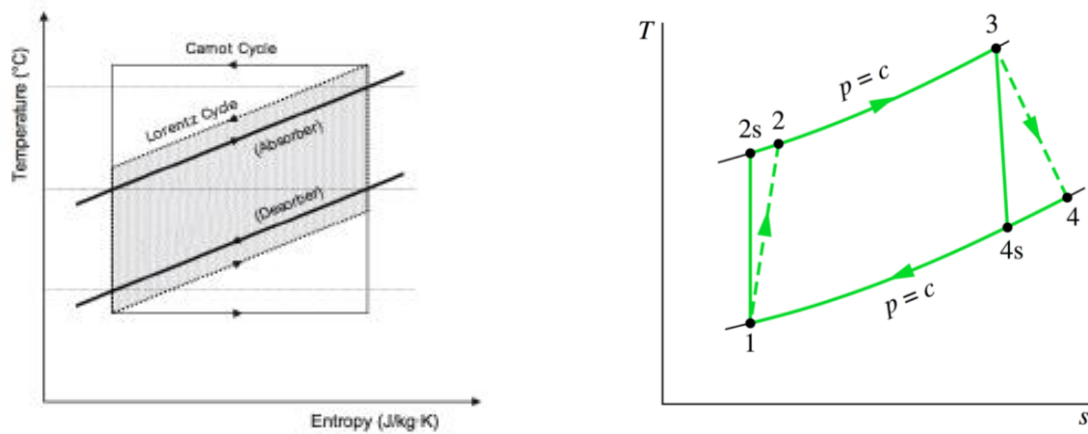 Carnot Cycle
Lorentz Cycle
(Absorber)
(Desorber)
Temperature (°C)
Entropy (J/kg·K)
T
3
p = c
2s
2
4
4s
p = c
1
s